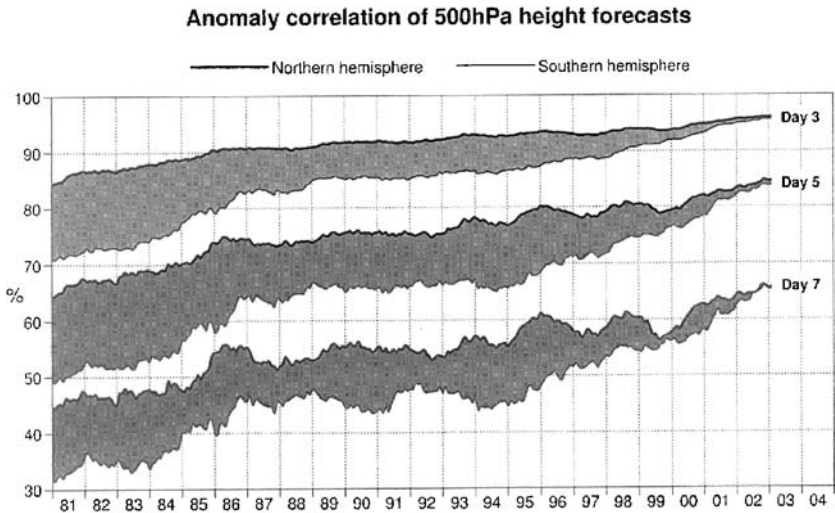 Anomaly correlation of 500hPa height forecasts
Northern hemisphere Southern hemisphere
100
Day 3
90
80
Day 5
70
%
Day 7
60
50
40
30
81 82 83 84 85 86 87 88 89 90 91 92 93 94 95 96 97 98 99 00 01 02 03 04